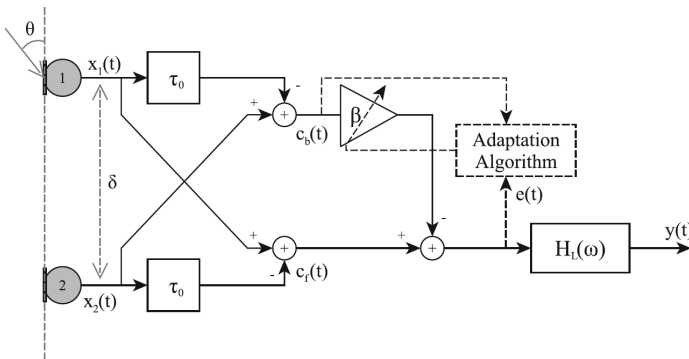 θ
1
x₁(t)
τ₀
-
+
+
c_b(t)
β
Adaptation
Algorithm
δ
e(t)
-
+
+
+
+
-
c_f(t)
H_L(ω)
y(t)
2
x₂(t)
τ₀